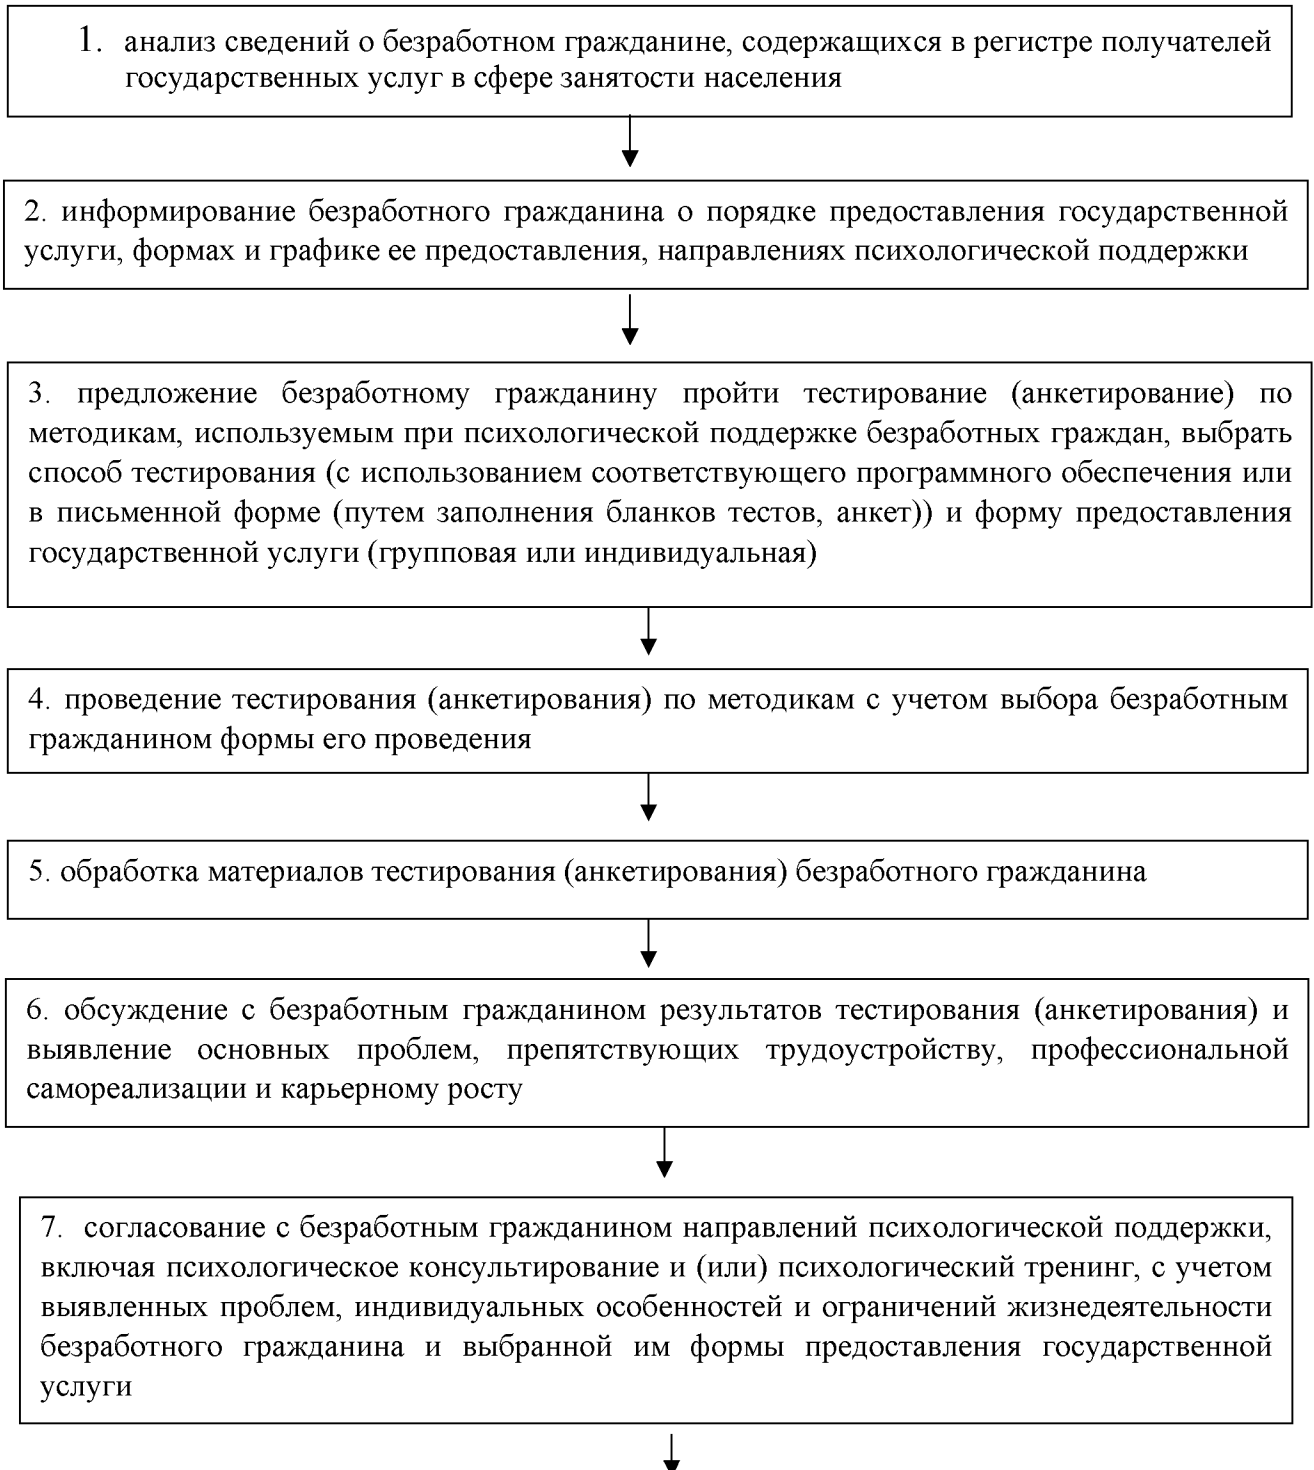 1. анализ сведений о безработном гражданине, содержащихся в регистре получателей
государственных услуг в сфере занятости населения
2. информирование безработного гражданина о порядке предоставления государственной
услуги, формах и графике ее предоставления, направлениях психологической поддержки
3. предложение безработному гражданину пройти тестирование (анкетирование) по
методикам, используемым при психологической поддержке безработных граждан, выбрать
способ тестирования (с использованием соответствующего программного обеспечения или
в письменной форме (путем заполнения бланков тестов, анкет)) и форму предоставления
государственной услуги (групповая или индивидуальная)
4. проведение тестирования (анкетирования) по методикам с учетом выбора безработным
гражданином формы его проведения
5. обработка материалов тестирования (анкетирования) безработного гражданина
6. обсуждение с безработным гражданином результатов тестирования (анкетирования) и
выявление основных проблем, препятствующих трудоустройству, профессиональной
самореализации и карьерному росту
7. согласование с безработным гражданином направлений психологической поддержки,
включая психологическое консультирование и (или) психологический тренинг, с учетом
выявленных проблем, индивидуальных особенностей и ограничений жизнедеятельности
безработного гражданина и выбранной им формы предоставления государственной
услуги